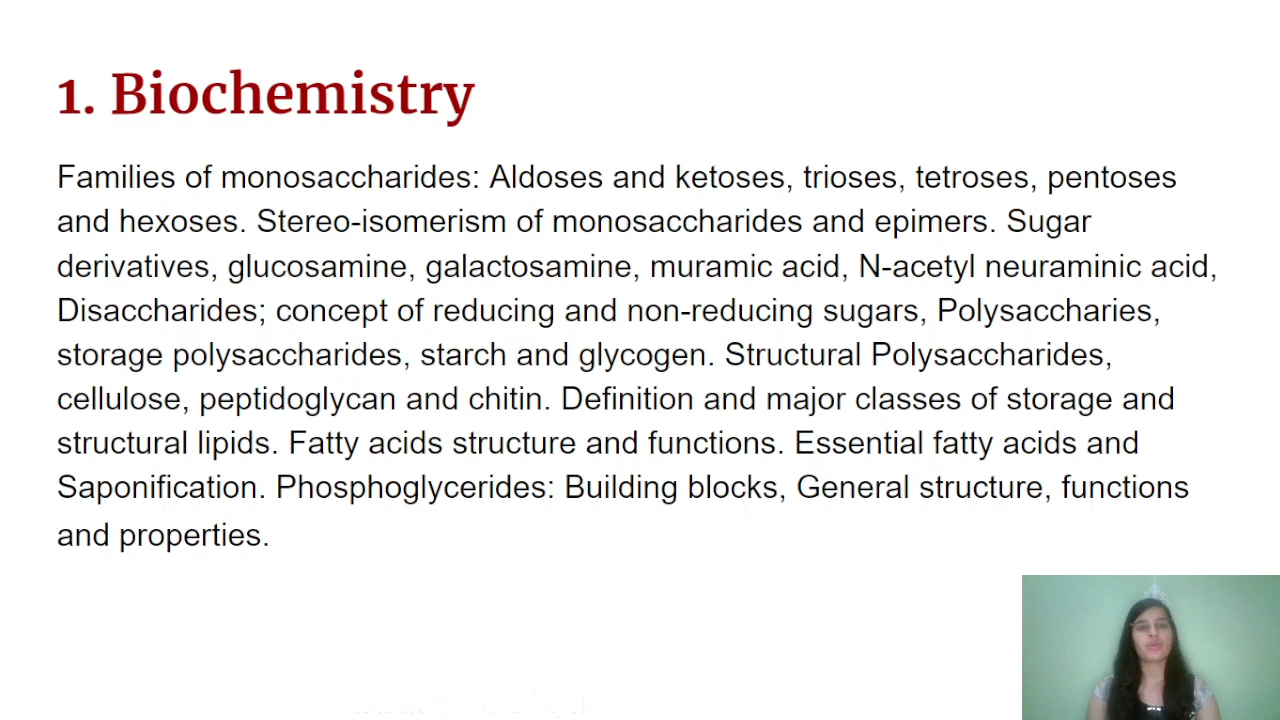 1. Biochemistry
Families of monosaccharides: Aldoses and ketoses, trioses, tetroses, pentoses
and hexoses. Stereo-isomerism of monosaccharides and epimers. Sugar
derivatives, glucosamine, galactosamine, muramic acid, N-acetyl neuraminic acid,
Disaccharides; concept of reducing and non-reducing sugars, Polysaccharies,
storage polysaccharides, starch and glycogen. Structural Polysaccharides,
cellulose, peptidoglycan and chitin. Definition and major classes of storage and
structural lipids. Fatty acids structure and functions. Essential fatty acids and
Saponification. Phosphoglycerides: Building blocks, General structure, functions
and properties.